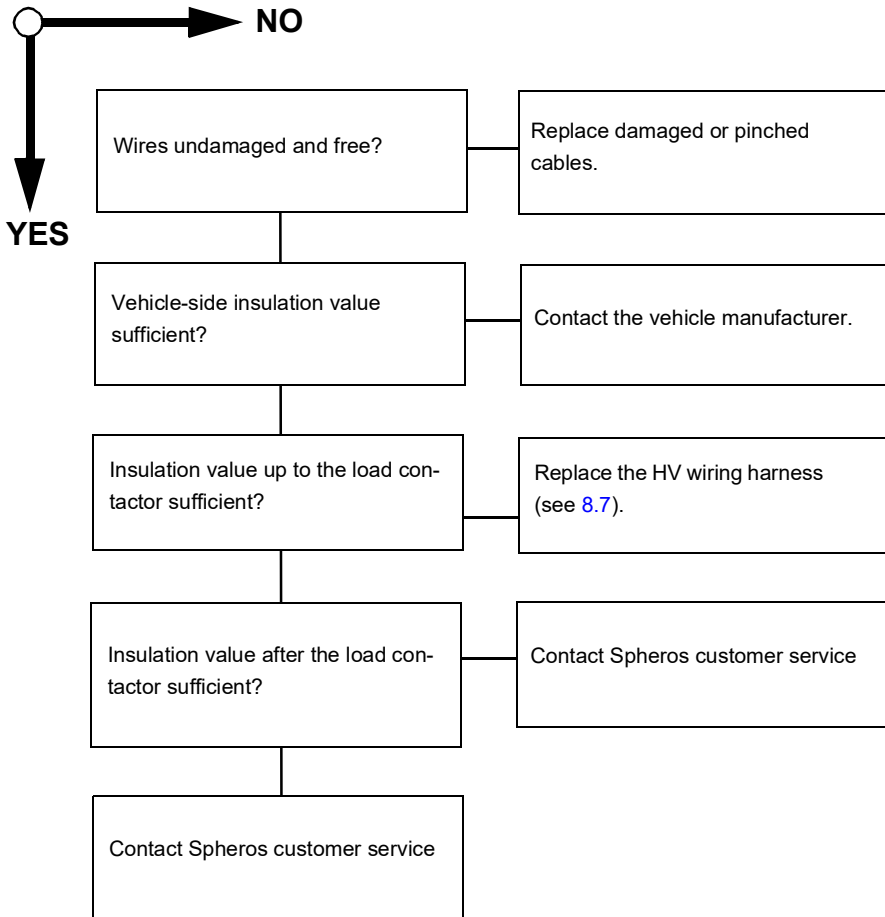 NO
YES
Wires undamaged and free?
Replace damaged or pinched
cables.
Vehicle-side insulation value
sufficient?
Contact the vehicle manufacturer.
Insulation value up to the load con-
tactor sufficient?
Replace the HV wiring harness
(see 8.7).
Insulation value after the load con-
tactor sufficient?
Contact Spheros customer service
Contact Spheros customer service